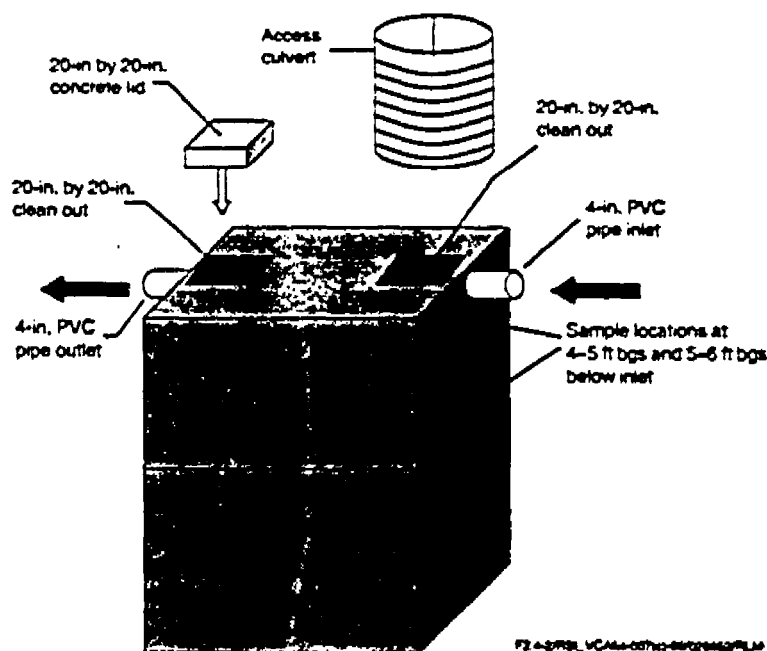 Access
culvert
20-in by 20-in.
concrete lid
20-in. by 20-in.
clean out
20-in. by 20-in.
clean out
4-in. PVC
pipe inlet
4-in. PVC
pipe outlet
Sample locations at
4–5 ft bgs and 5–6 ft bgs
below inlet